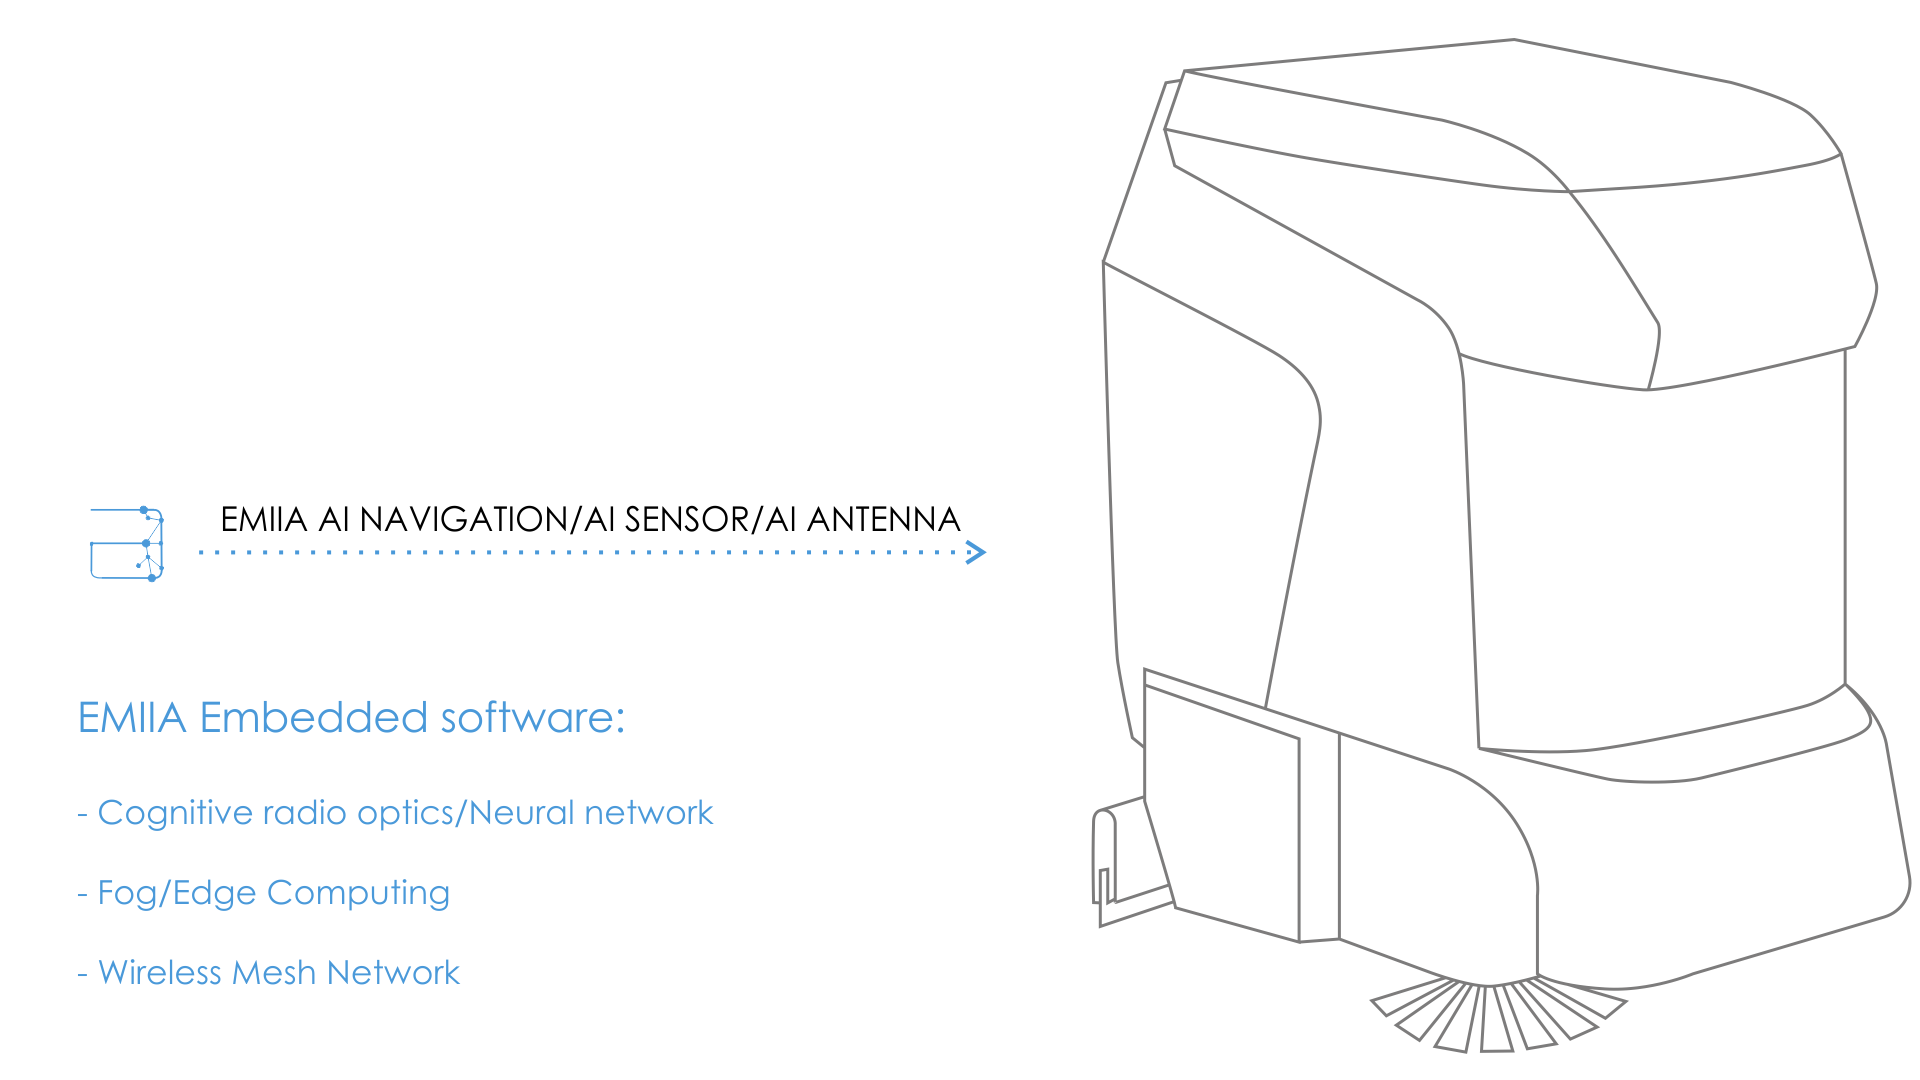 EMIIA AI NAVIGATION/AI SENSOR/AI ANTENNA
EMIIA Embedded software:
- Cognitive radio optics/Neural network
- Fog/Edge Computing
- Wireless Mesh Network